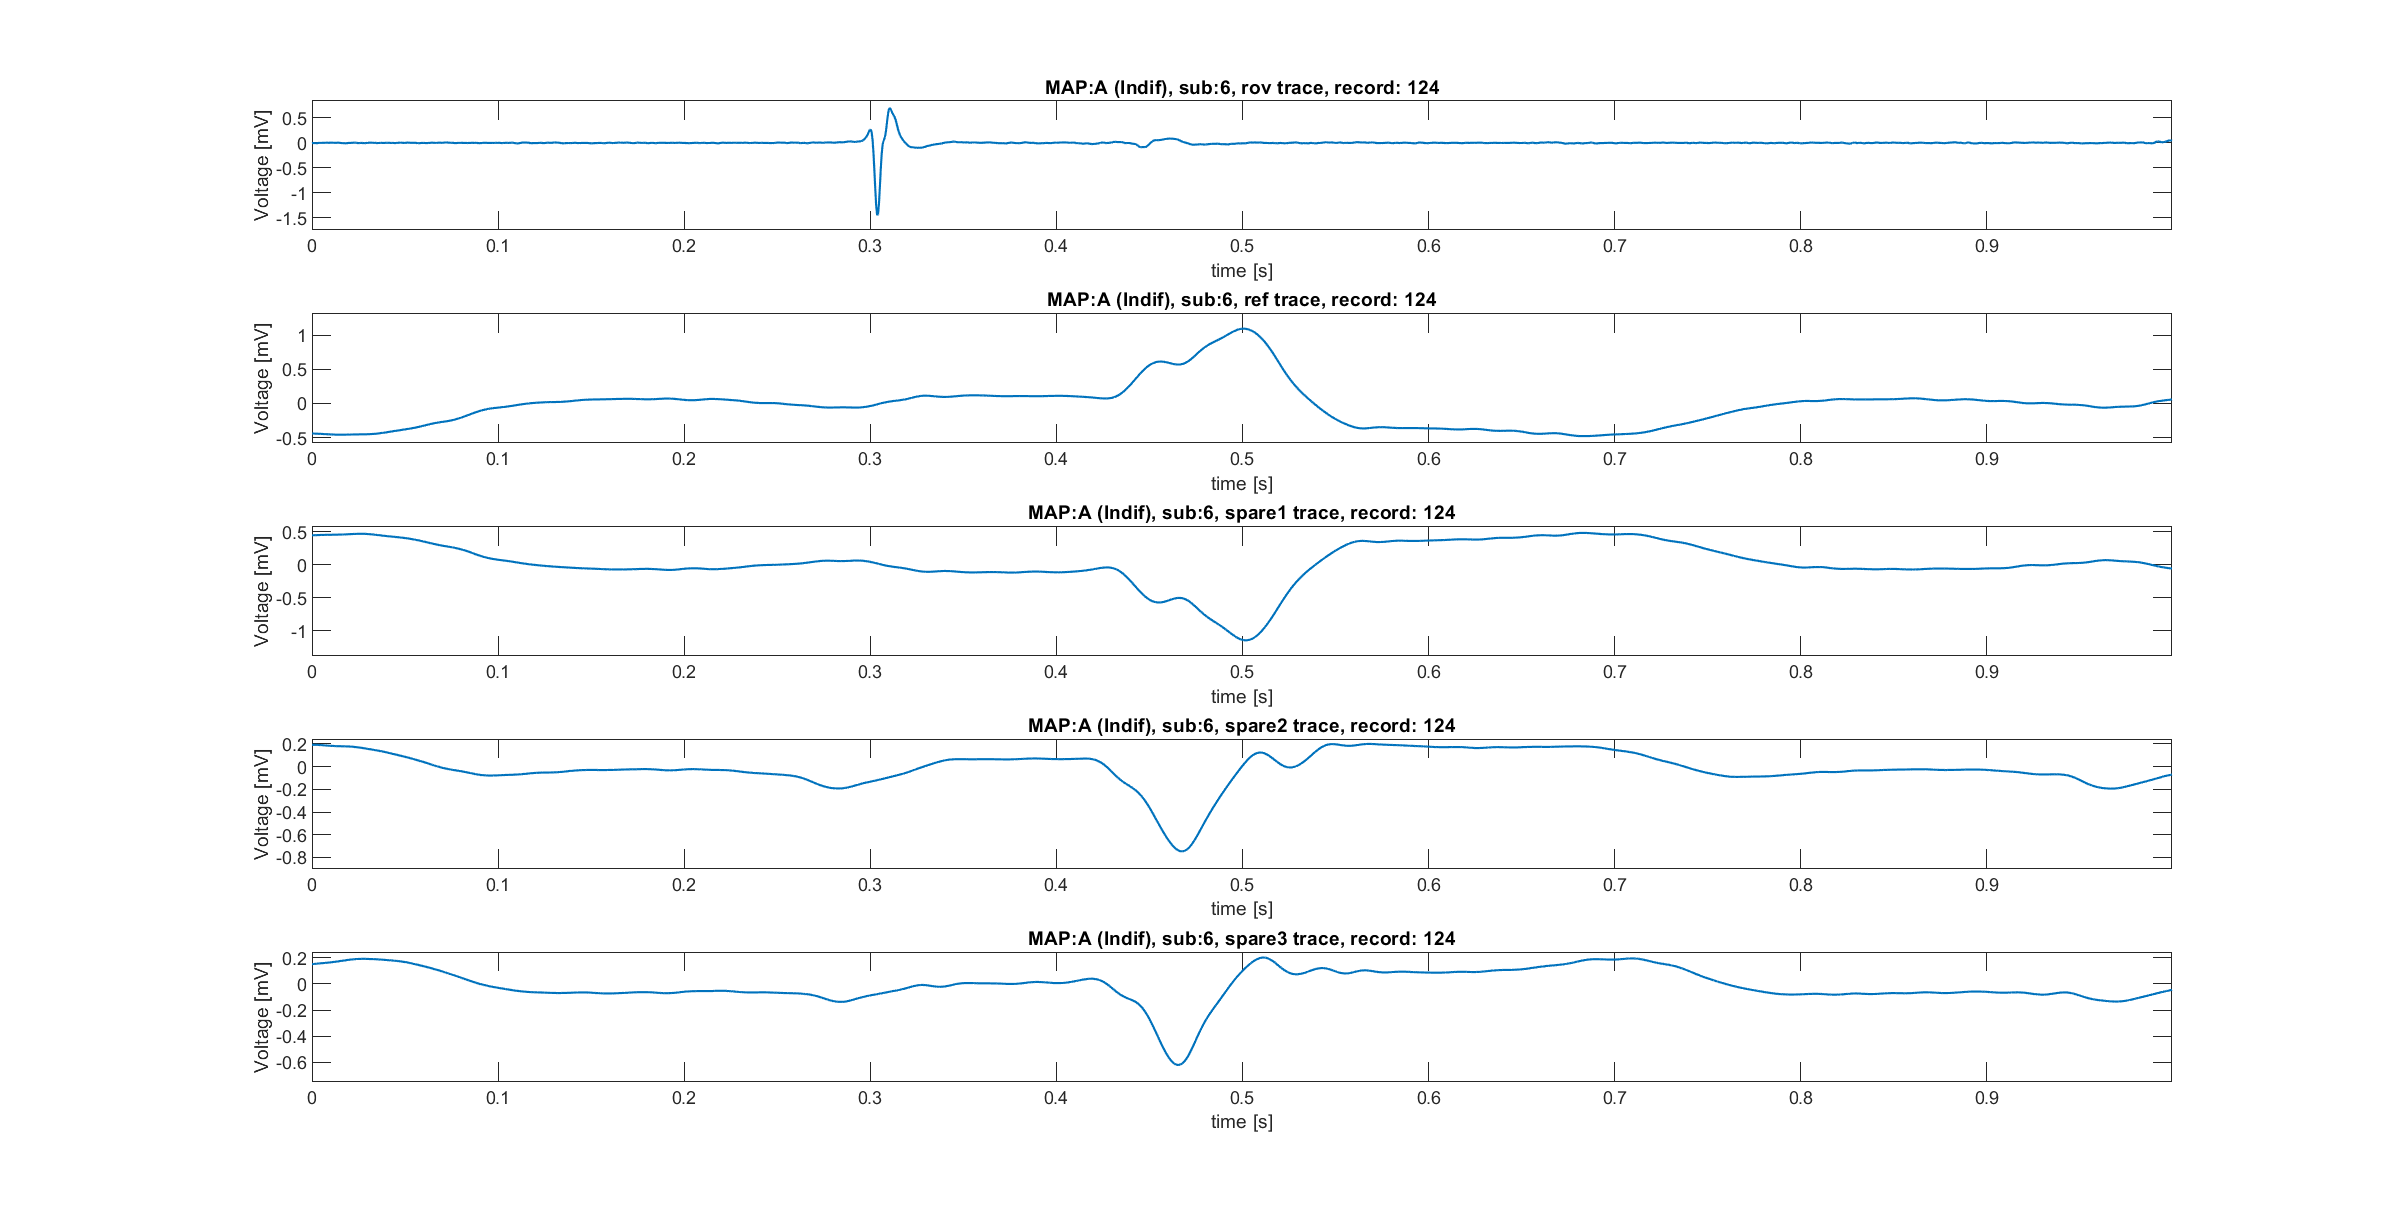 MAP:A (Indif), sub:6, rov trace, record: 124
Voltage [mV]
0.5
0
-0.5
-1
-1.5
0 0.1 0.2 0.3 0.4 0.5 0.6 0.7 0.8 0.9
time [s]
MAP:A (Indif), sub:6, ref trace, record: 124
Voltage [mV]
1
0.5
0
-0.5
0 0.1 0.2 0.3 0.4 0.5 0.6 0.7 0.8 0.9
time [s]
MAP:A (Indif), sub:6, spare1 trace, record: 124
Voltage [mV]
0.5
0
-0.5
-1
0 0.1 0.2 0.3 0.4 0.5 0.6 0.7 0.8 0.9
time [s]
MAP:A (Indif), sub:6, spare2 trace, record: 124
Voltage [mV]
0.2
0
-0.2
-0.4
-0.6
-0.8
0 0.1 0.2 0.3 0.4 0.5 0.6 0.7 0.8 0.9
time [s]
MAP:A (Indif), sub:6, spare3 trace, record: 124
Voltage [mV]
0.2
0
-0.2
-0.4
-0.6
0 0.1 0.2 0.3 0.4 0.5 0.6 0.7 0.8 0.9
time [s]